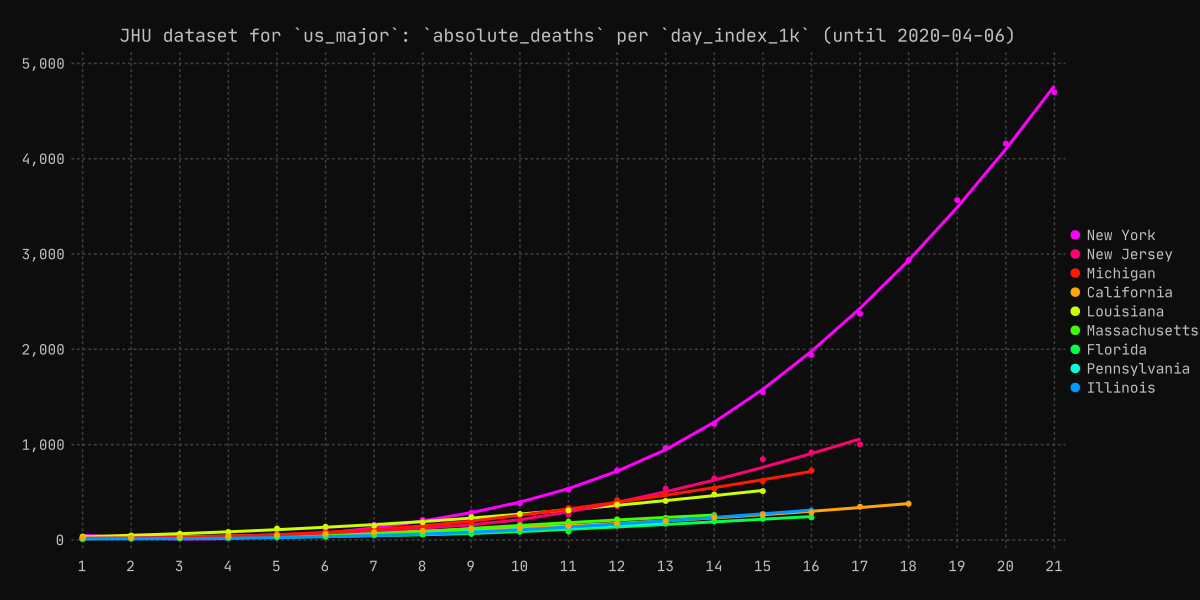 JHU dataset for `us_major`: `absolute_deaths` per `day_index_1k` (until 2020-04-06)
5,000
4,000
3,000
2,000
1,000
0
1 2 3 4 5 6 7 8 9 10 11 12 13 14 15 16 17 18 19 20 21
New York
New Jersey
Michigan
California
Louisiana
Massachusetts
Florida
Pennsylvania
Illinois